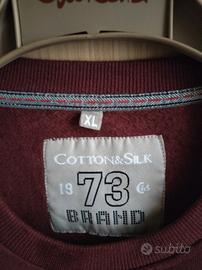 XL
COTTON&SILK
19 73 C&S
BRAND
subito